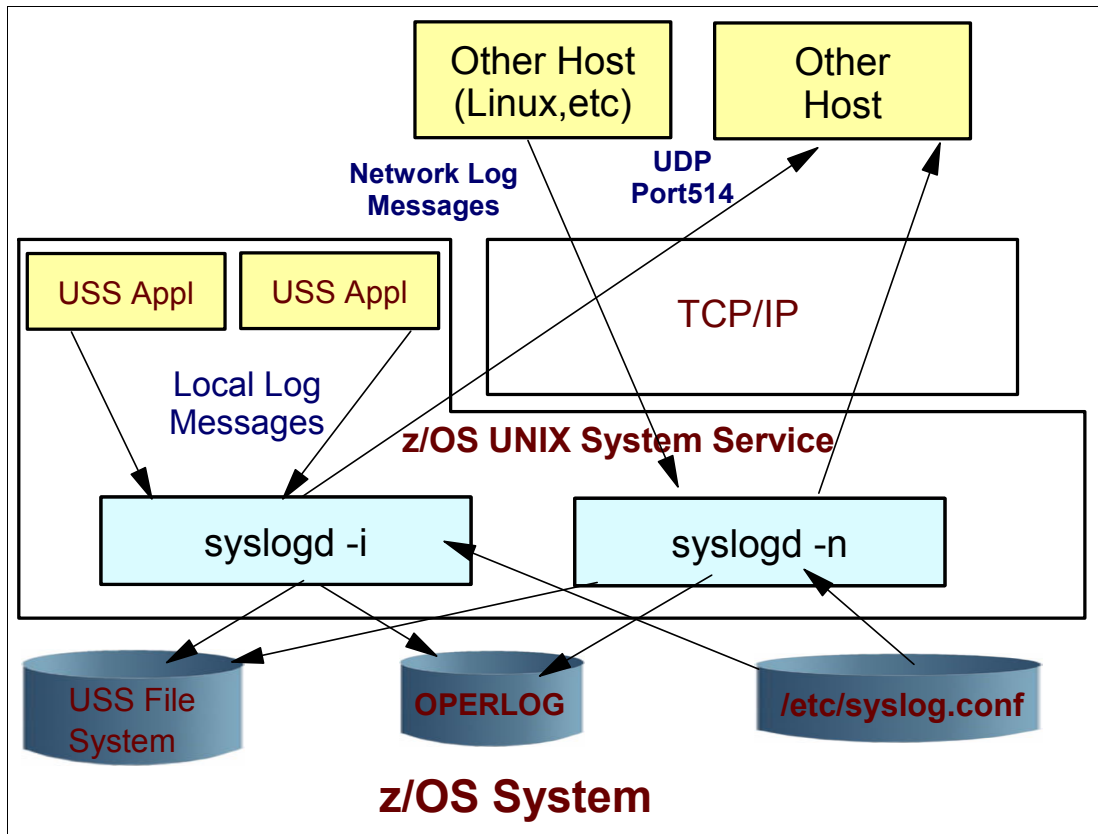 Other Host
(Linux,etc)
Other
Host
Network Log
Messages
UDP
Port514
USS Appl
USS Appl
TCP/IP
Local Log
Messages
z/OS UNIX System Service
syslogd -i
syslogd -n
USS File
System
OPERLOG
/etc/syslog.conf
z/OS System